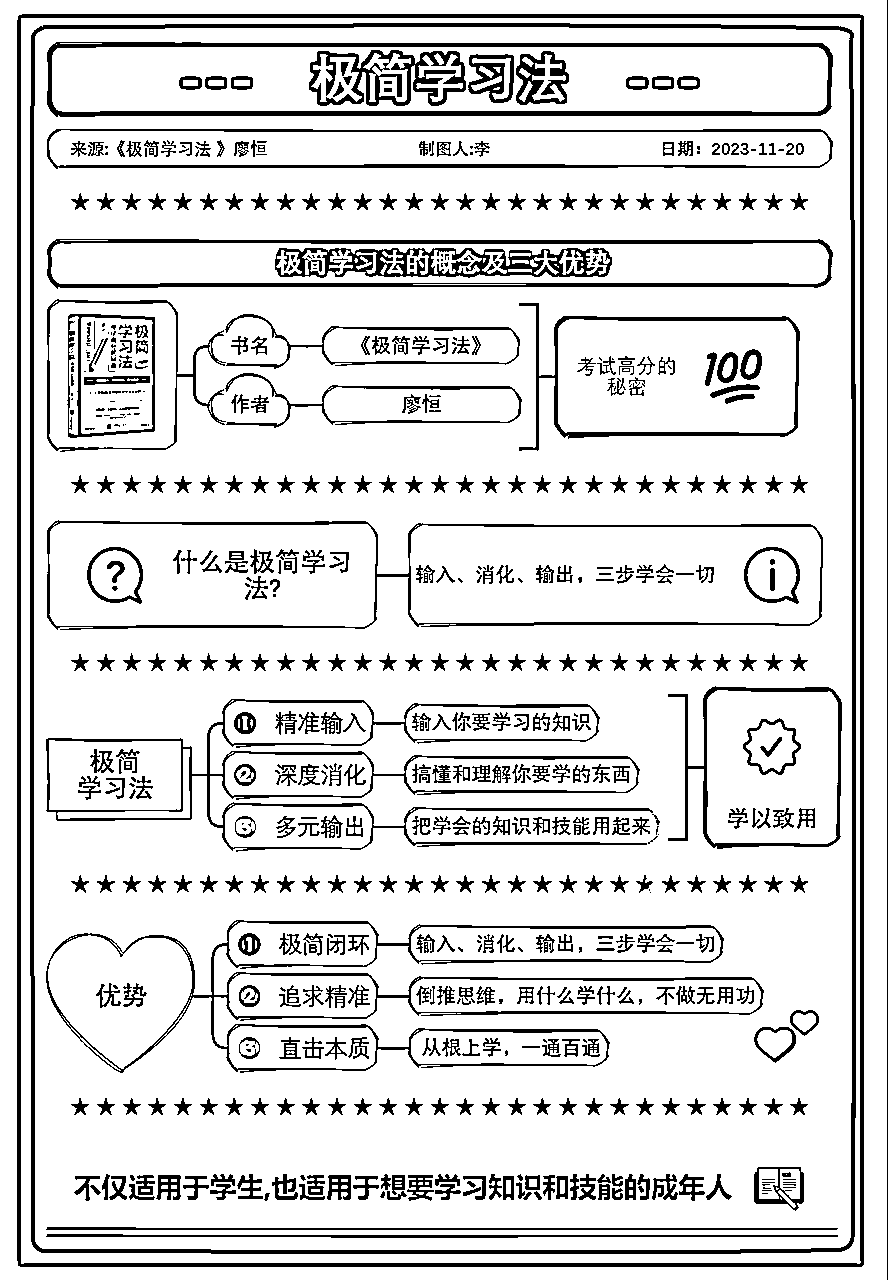 极简学习法
来源:《极简学习法 》廖恒
制图人:李
日期：2023-11-20
极简学习法的概念及三大优势
极简
学习法
书名
《极简学习法》
作者
廖恒
考试高分的
秘密
100
什么是极简学习
法?
输入、消化、输出，三步学会一切
极简
学习法
精准输入
输入你要学习的知识
深度消化
搞懂和理解你要学的东西
多元输出
把学会的知识和技能用起来
学以致用
优势
极简闭环
输入、消化、输出，三步学会一切
追求精准
倒推思维，用什么学什么，不做无用功
直击本质
从根上学，一通百通
不仅适用于学生,也适用于想要学习知识和技能的成年人